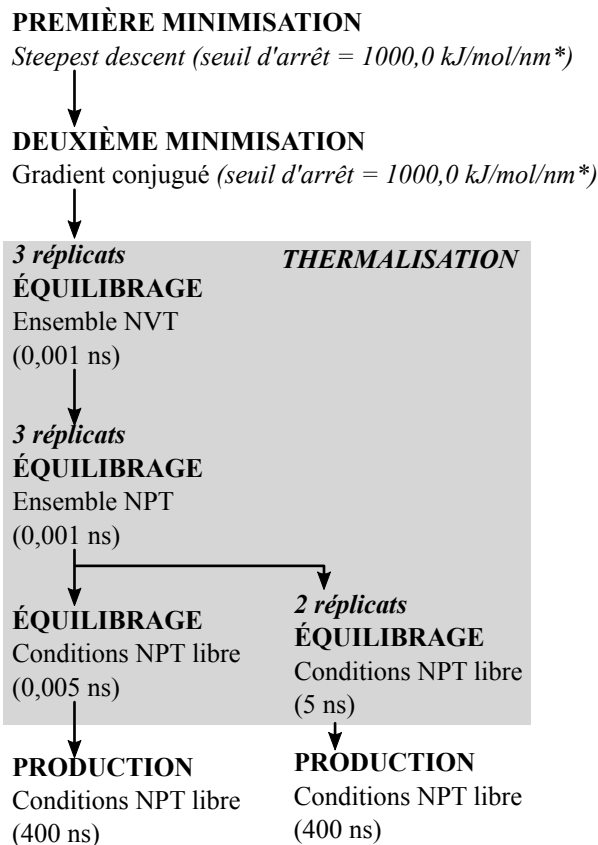 PREMIÈRE MINIMISATION
Steepest descent (seuil d'arrêt = 1000,0 kJ/mol/nm*)
DEUXIÈME MINIMISATION
Gradient conjugué (seuil d'arrêt = 1000,0 kJ/mol/nm*)
3 réplicats
THERMALISATION
ÉQUILIBRAGE
Ensemble NVT
(0,001 ns)
3 réplicats
ÉQUILIBRAGE
Ensemble NPT
(0,001 ns)
ÉQUILIBRAGE
Conditions NPT libre
(0,005 ns)
2 réplicats
ÉQUILIBRAGE
Conditions NPT libre
(5 ns)
PRODUCTION
Conditions NPT libre
(400 ns)
PRODUCTION
Conditions NPT libre
(400 ns)